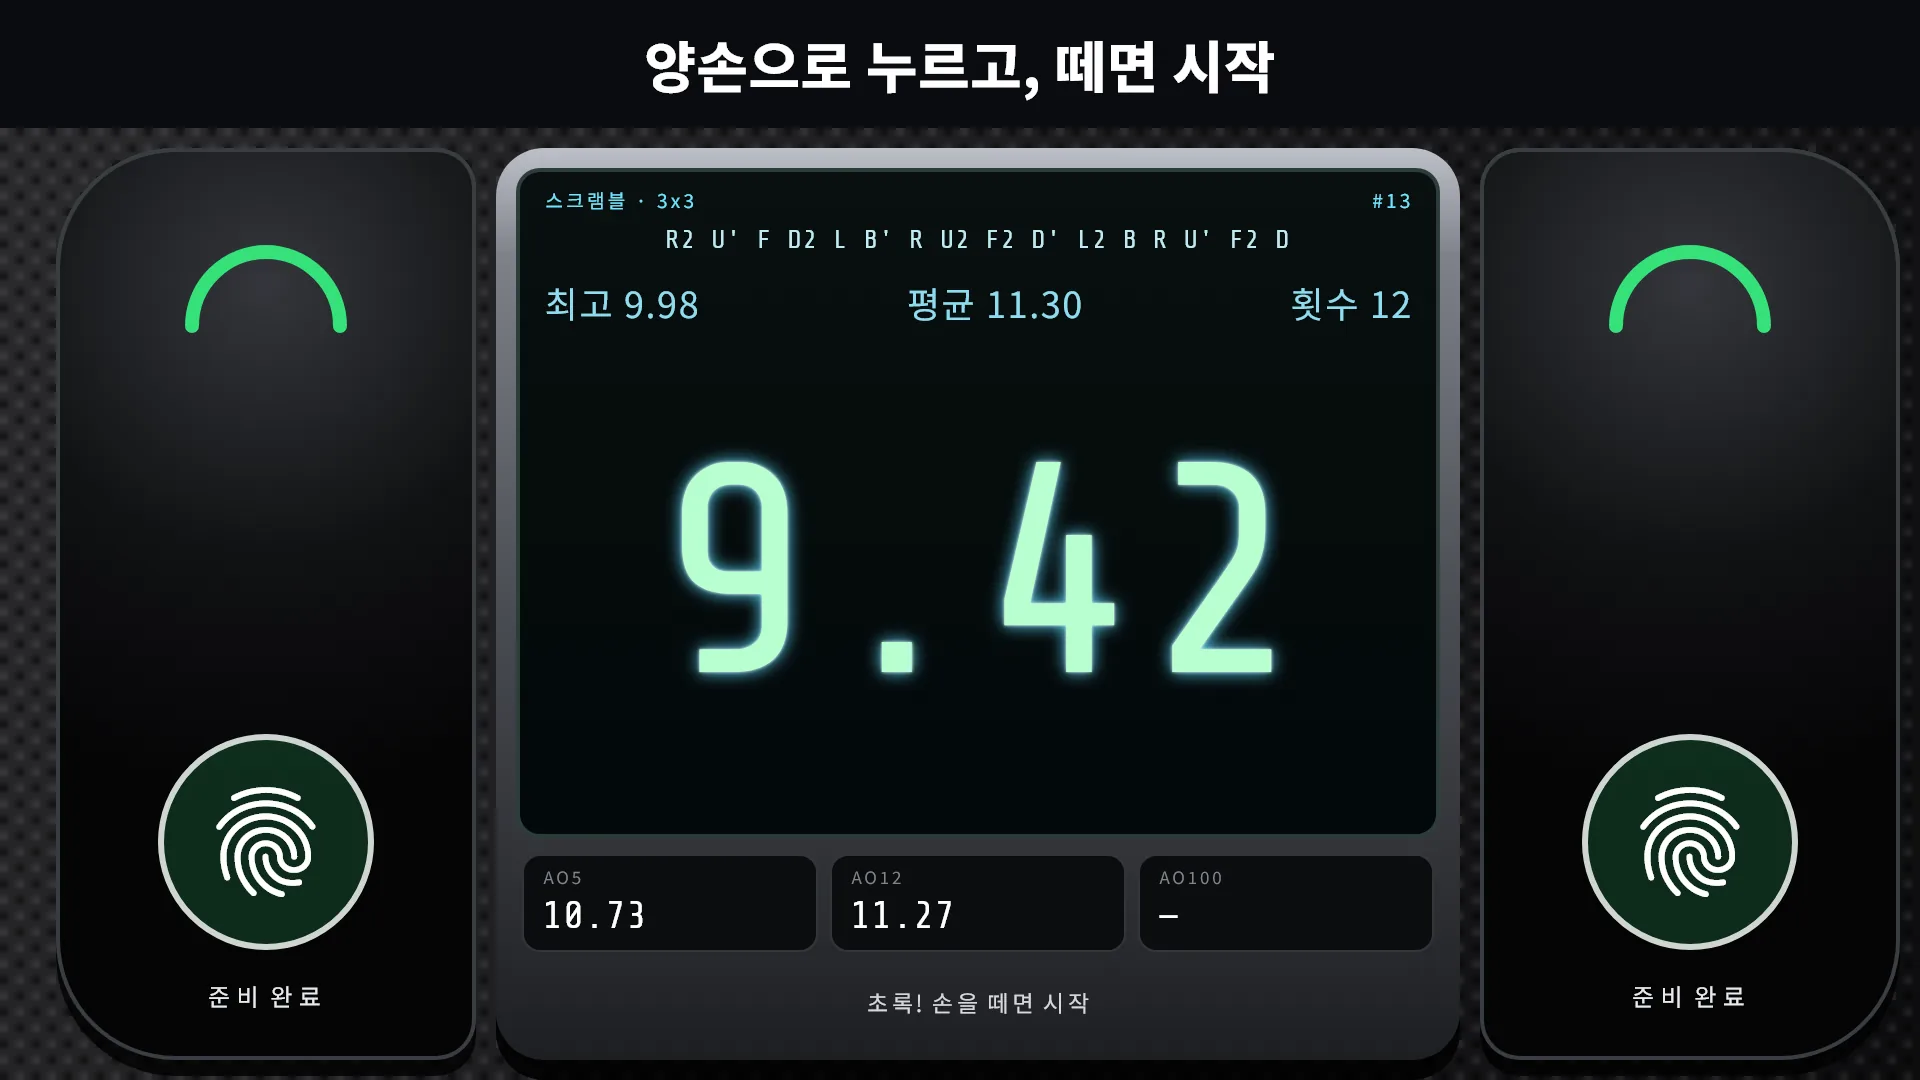 양손으로 누르고, 떼면 시작
스크램블 · 3x3
#13
R2 U' F D2 L B' R U2 F2 D' L2 B R U' F2 D
최고 9.98
평균 11.30
횟수 12
9.42
AO5
10.73
AO12
11.27
AO100
–
초록! 손을 떼면 시작
준비 완료
준비 완료